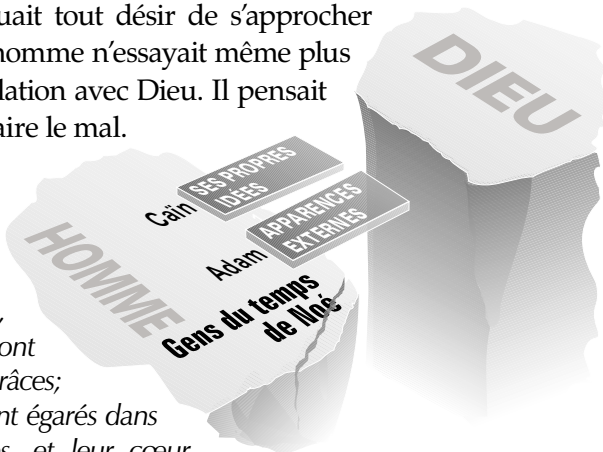 uait tout désir de s’approcher
homme n’essayait même plus
lation avec Dieu. Il pensait
aire le mal.
DIEU
SES PROPRES
IDÉES
Caïn
APPARENCES
EXTERNES
Adam
HOMME
Gens du temps
de Noé
ont
râces;
nt égarés dans
es, et leur cœur